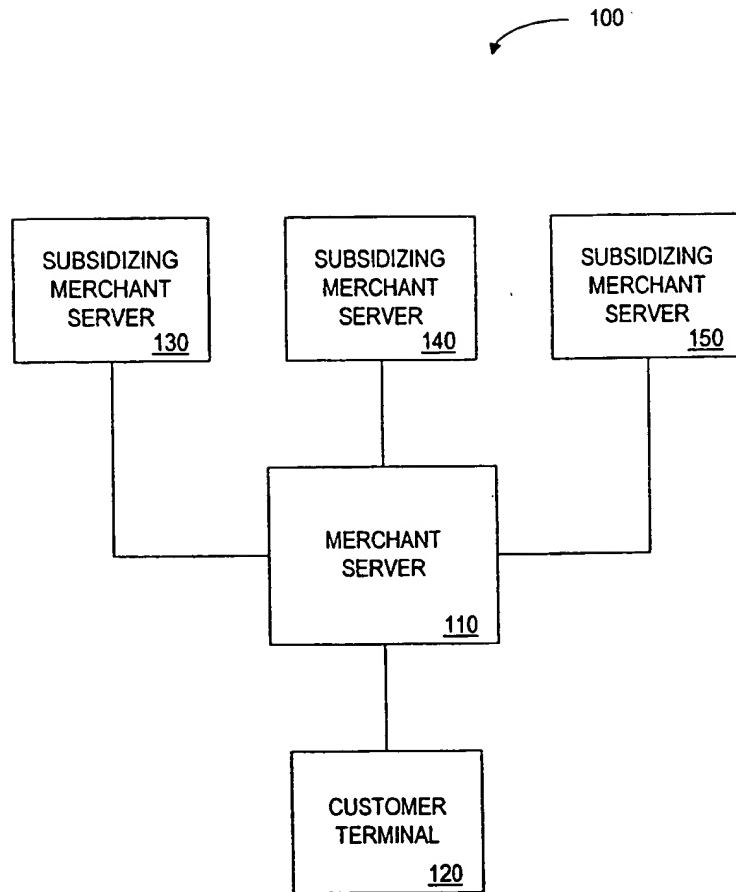 100
SUBSIDIZING
MERCHANT
SERVER
130
SUBSIDIZING
MERCHANT
SERVER
140
SUBSIDIZING
MERCHANT
SERVER
150
MERCHANT
SERVER
110
CUSTOMER
TERMINAL
120